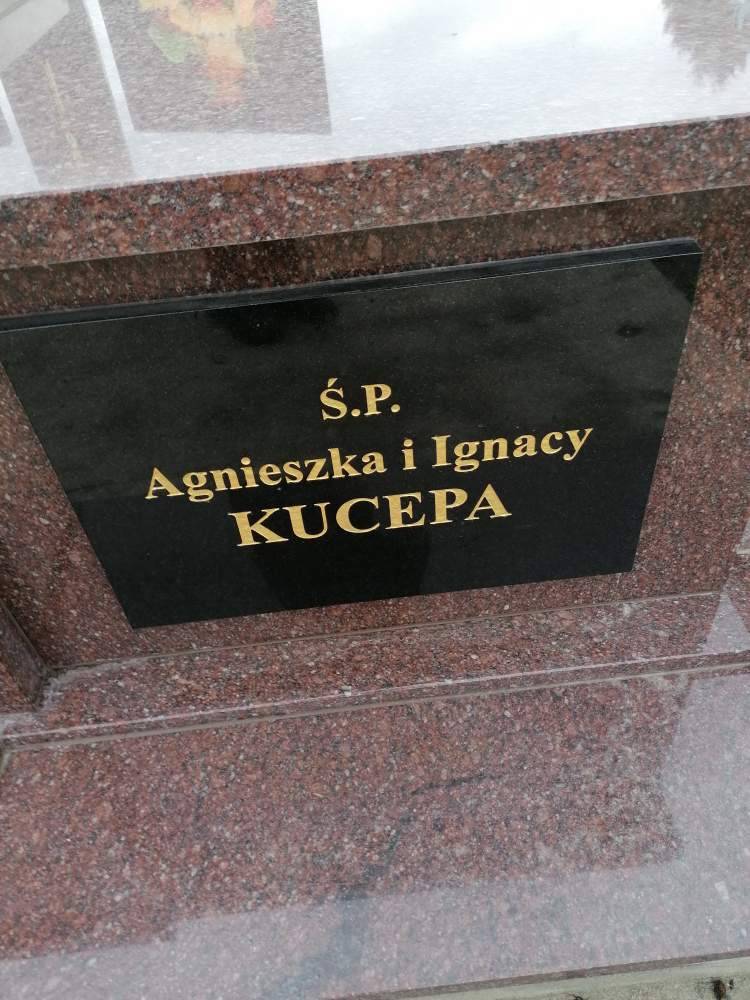 Ś.P.
Agnieszka i Ignacy
KUCEPA